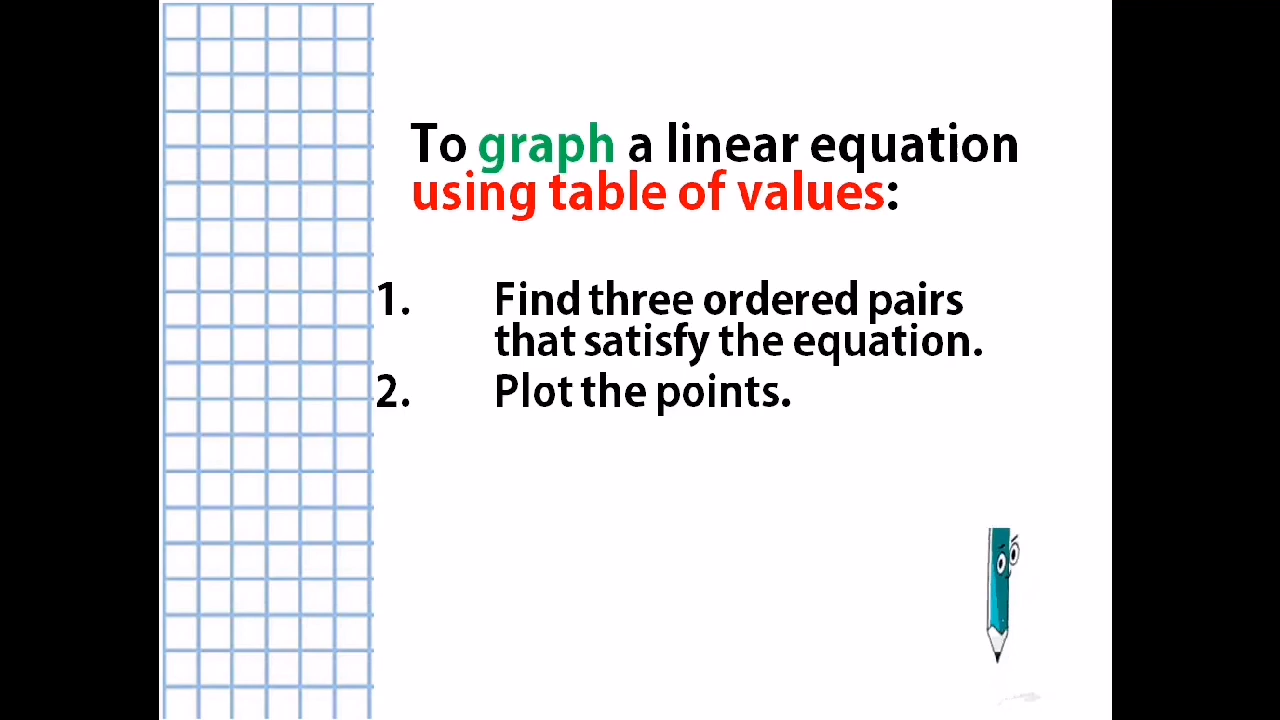 To graph a linear equation
using table of values:
1. Find three ordered pairs
that satisfy the equation.
2. Plot the points.